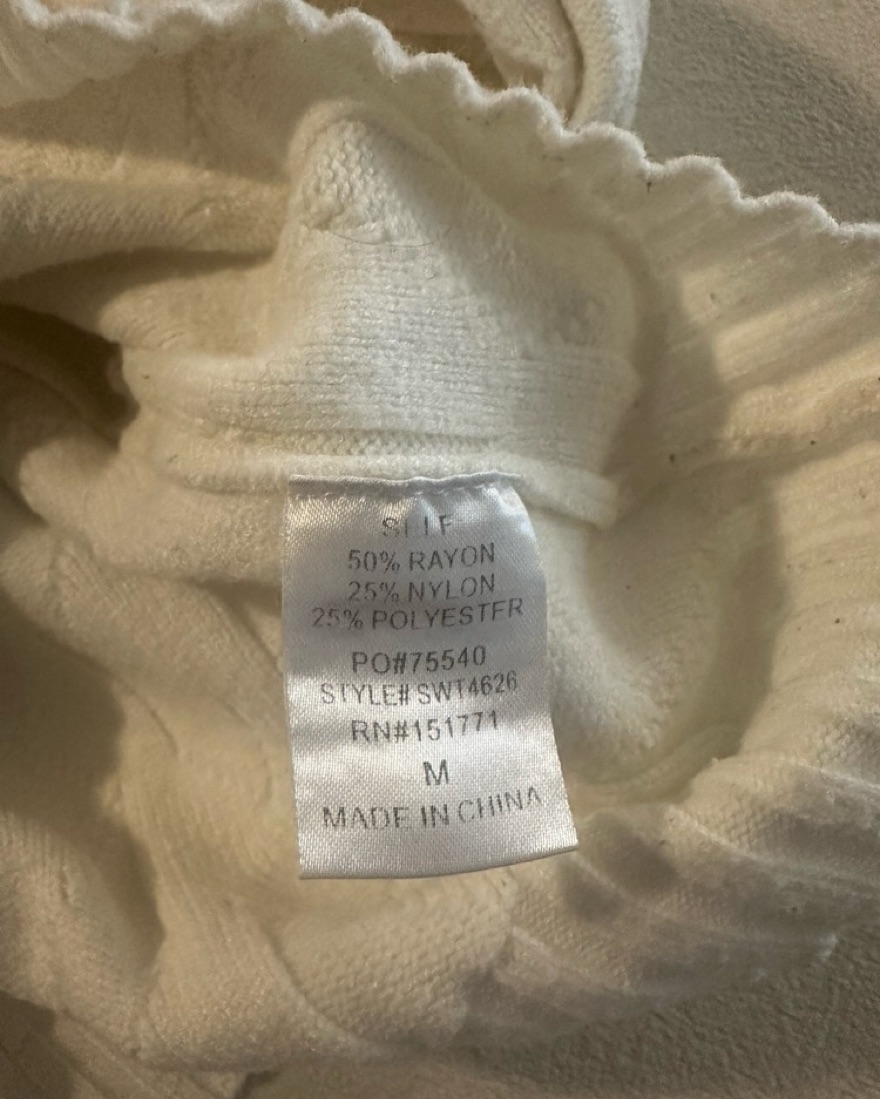 SELF
50% RAYON
25% NYLON
25% POLYESTER
PO#75540
STYLE# SWT4626
RN#151771
M
MADE IN CHINA